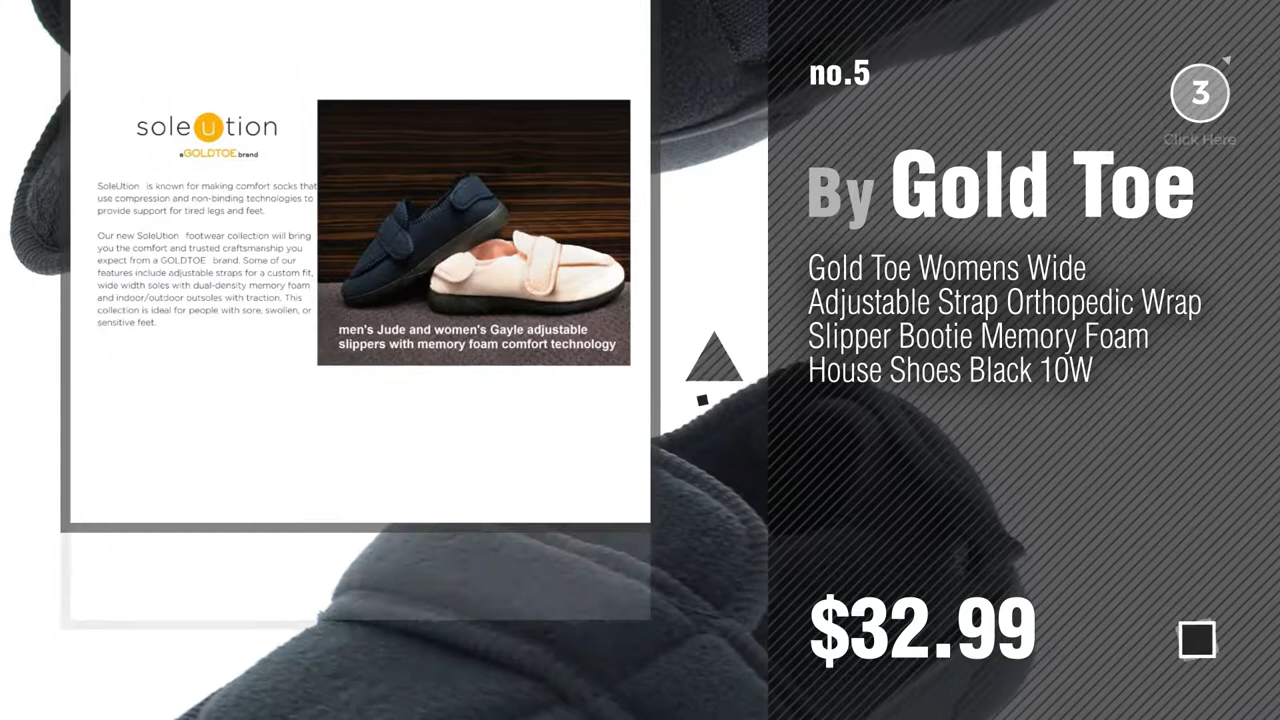 soleUtion
a GOLDTOE brand
SoleUtion is known for making comfort socks that
use compression and non-binding technologies to
provide support for tired legs and feet.
Our new SoleUtion footwear collection will bring
you the comfort and trusted craftsmanship you
expect from a GOLDTOE brand. Some of our
features include adjustable straps for a custom fit,
wide width soles with dual-density memory foam
and indoor/outdoor outsoles with traction. This
collection is ideal for people with sore, swollen, or
sensitive feet.
men's Jude and women's Gayle adjustable
slippers with memory foam comfort technology
no.5
3
Click Here
By Gold Toe
Gold Toe Womens Wide
Adjustable Strap Orthopedic Wrap
Slipper Bootie Memory Foam
House Shoes Black 10W
$32.99